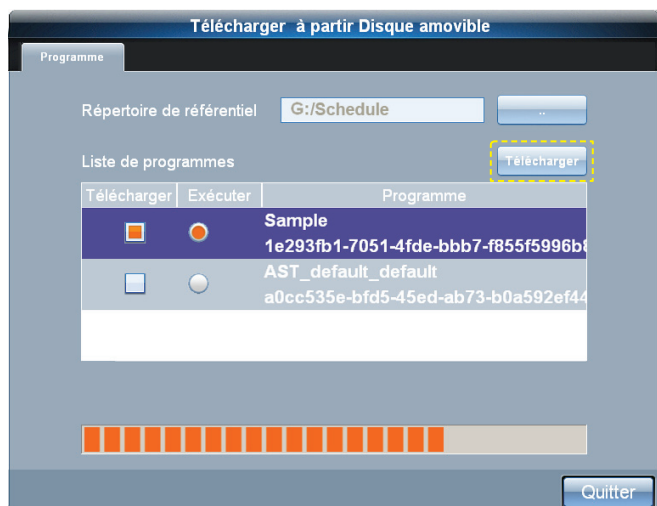 Télécharger à partir Disque amovible
Programme
Répertoire de référentiel G:/Schedule ..
Liste de programmes Télécharger
Télécharger Exécuter Programme
Sample
1e293fb1-7051-4fde-bbb7-f855f5996b8
AST_default_default
a0cc535e-bfd5-45ed-ab73-b0a592ef44
Quitter